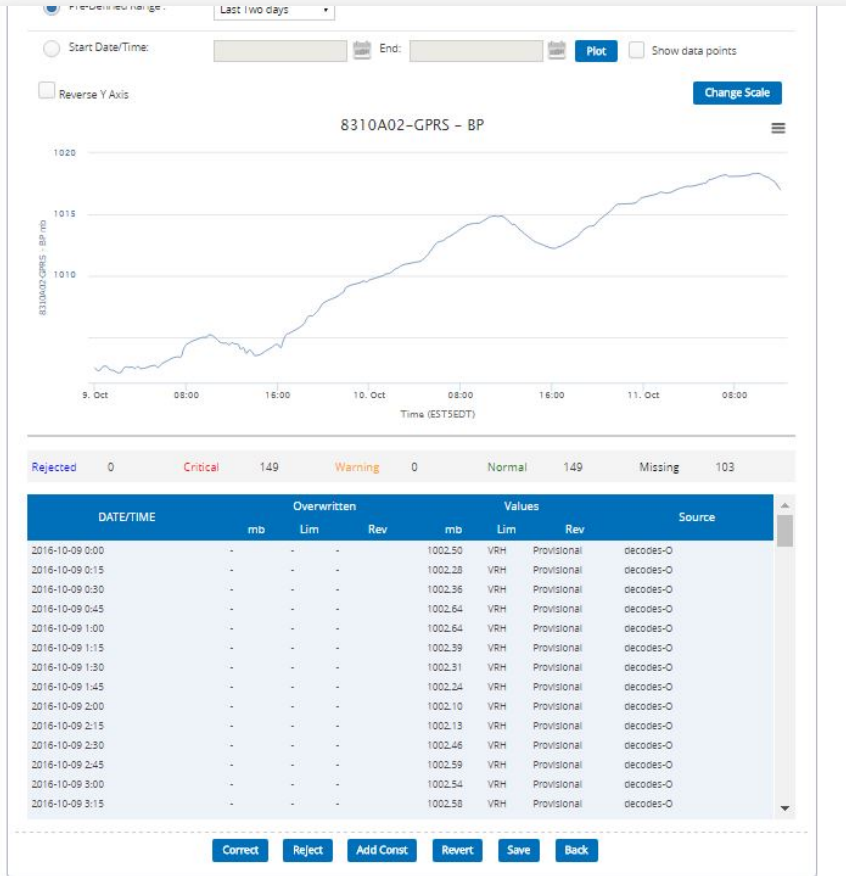 Pre-Defined Range : Last Two days
Start Date/Time: End: Plot Show data points
Reverse Y Axis Change Scale
8310A02-GPRS - BP
1020
1015
1010
8310A02-GPRS - BP mb
9. Oct 08:00 16:00 10. Oct 08:00 16:00 11. Oct 08:00
Time (EST5EDT)
Rejected 0 Critical 149 Warning 0 Normal 149 Missing 103
DATE/TIME Overwritten Values Source
mb Lim Rev mb Lim Rev
2016-10-09 0:00 - - - 1002.50 VRH Provisional decodes-O
2016-10-09 0:15 - - - 1002.28 VRH Provisional decodes-O
2016-10-09 0:30 - - - 1002.36 VRH Provisional decodes-O
2016-10-09 0:45 - - - 1002.64 VRH Provisional decodes-O
2016-10-09 1:00 - - - 1002.64 VRH Provisional decodes-O
2016-10-09 1:15 - - - 1002.39 VRH Provisional decodes-O
2016-10-09 1:30 - - - 1002.31 VRH Provisional decodes-O
2016-10-09 1:45 - - - 1002.24 VRH Provisional decodes-O
2016-10-09 2:00 - - - 1002.10 VRH Provisional decodes-O
2016-10-09 2:15 - - - 1002.13 VRH Provisional decodes-O
2016-10-09 2:30 - - - 1002.46 VRH Provisional decodes-O
2016-10-09 2:45 - - - 1002.59 VRH Provisional decodes-O
2016-10-09 3:00 - - - 1002.54 VRH Provisional decodes-O
2016-10-09 3:15 - - - 1002.58 VRH Provisional decodes-O
Correct Reject Add Const Revert Save Back